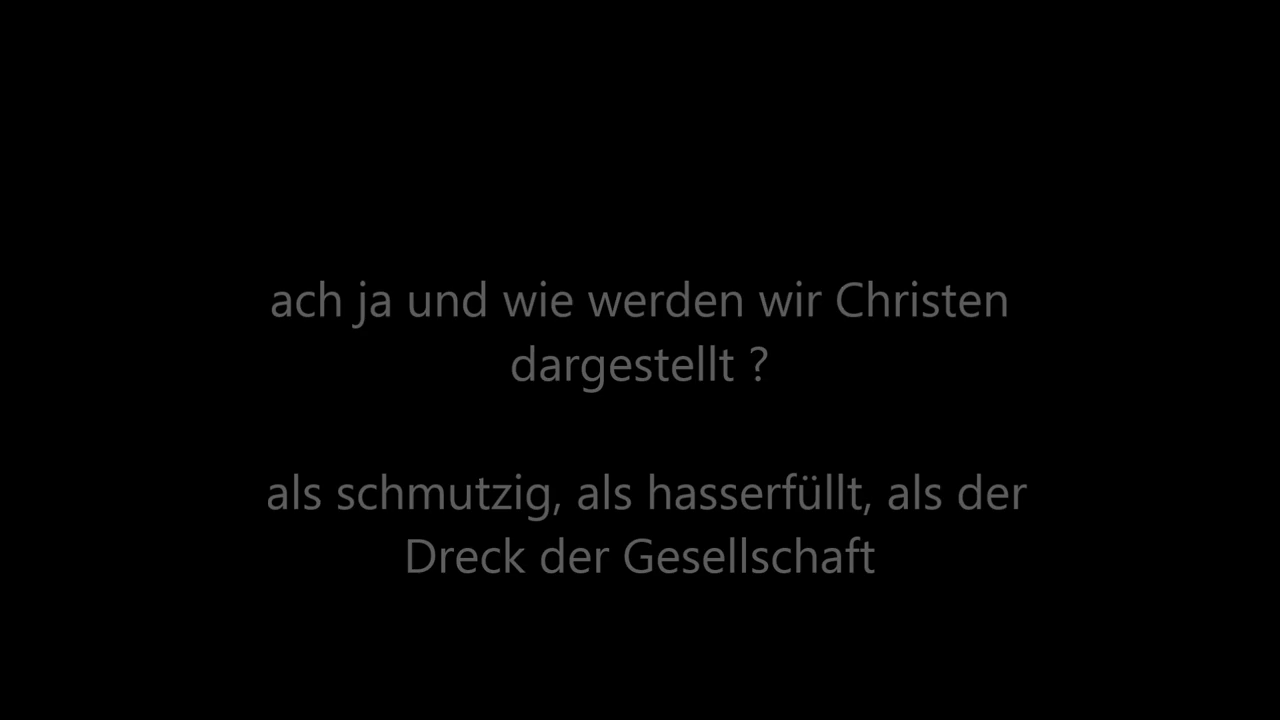 ach ja und wie werden wir Christen
dargestellt ?
als schmutzig, als hasserfüllt, als der
Dreck der Gesellschaft